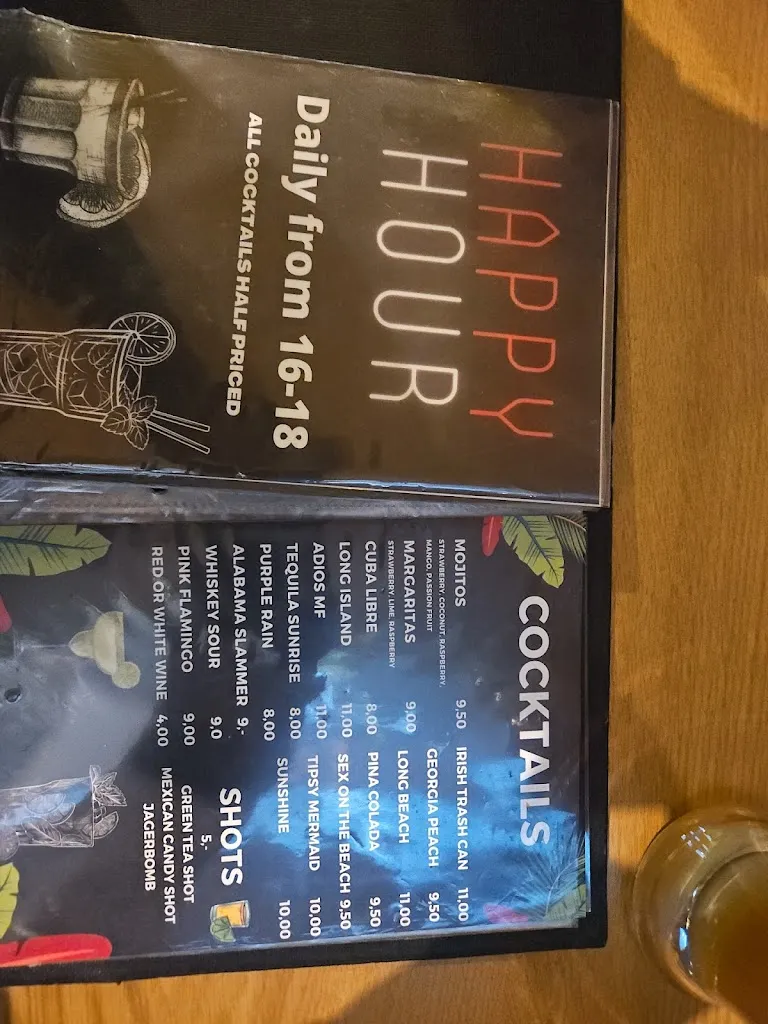 HAPPY
HOUR
Daily from 16-18
ALL COCKTAILS HALF PRICED
COCKTAILS
MOJITOS 9,50
STRAWBERRY, COCONUT, RASPBERRY,
MANGO, PASSION FRUIT
MARGARITAS 9,00
STRAWBERRY, LIME, RASPBERRY
CUBA LIBRE 8,00
LONG ISLAND 11,00
ADIOS MF 11,00
TEQUILA SUNRISE 8,00
PURPLE RAIN 8,00
ALABAMA SLAMMER 9,-
WHISKEY SOUR 9,0
PINK FLAMINGO 9,00
RED OR WHITE WINE 4,00
IRISH TRASH CAN 11,00
GEORGIA PEACH 9,50
LONG BEACH 11,00
PINA COLADA 9,50
SEX ON THE BEACH 9,50
TIPSY MERMAID 10,00
SUNSHINE 10,00
SHOTS
5,-
GREEN TEA SHOT
MEXICAN CANDY SHOT
JAGERBOMB